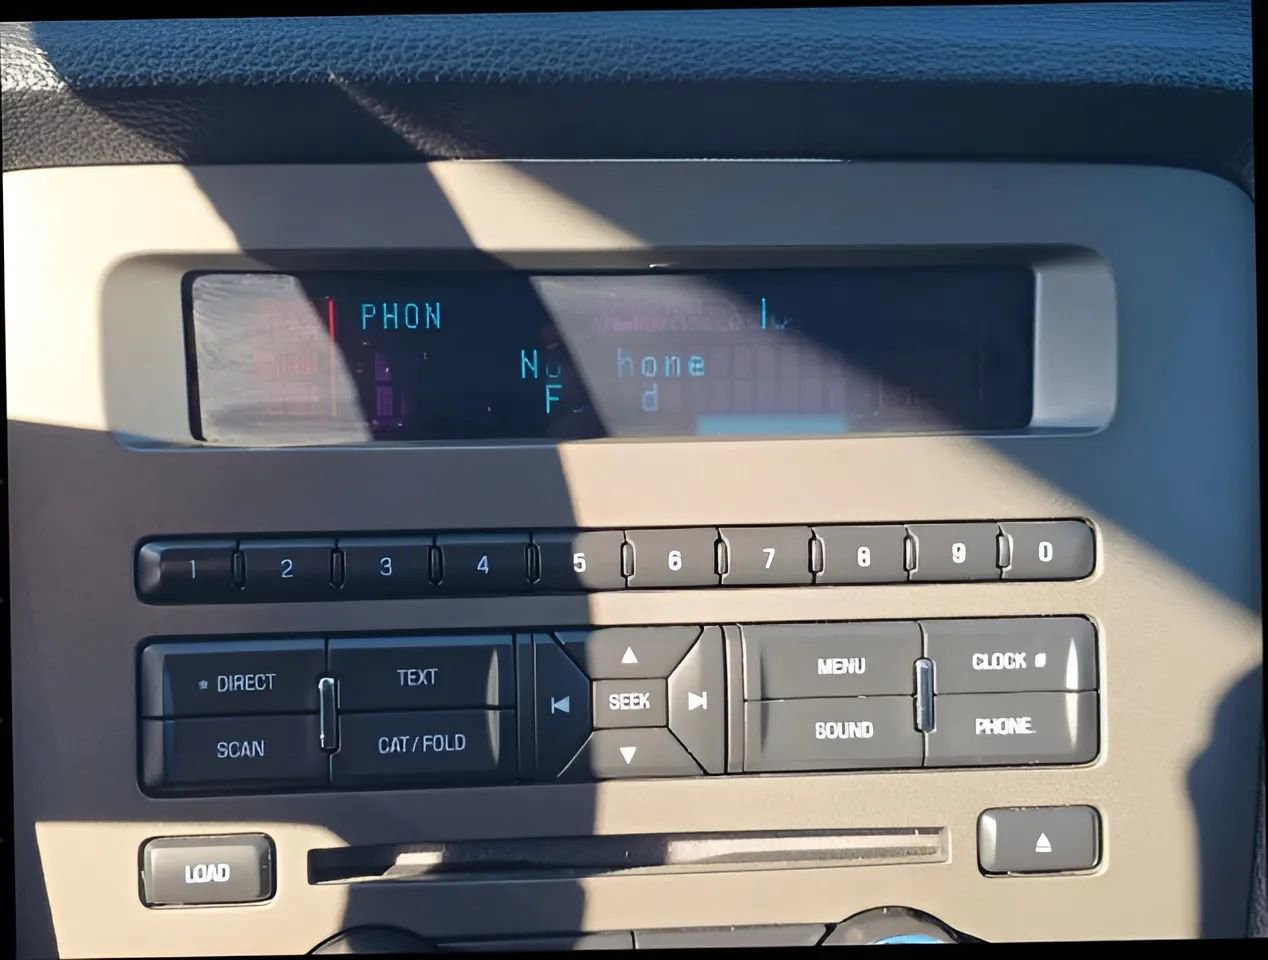 PHON
N home
F d
1 2 3 4 5 6 7 8 9 0
* DIRECT TEXT MENU CLOCK #
SEEK
SCAN CAT/FOLD SOUND PHONE
LOAD